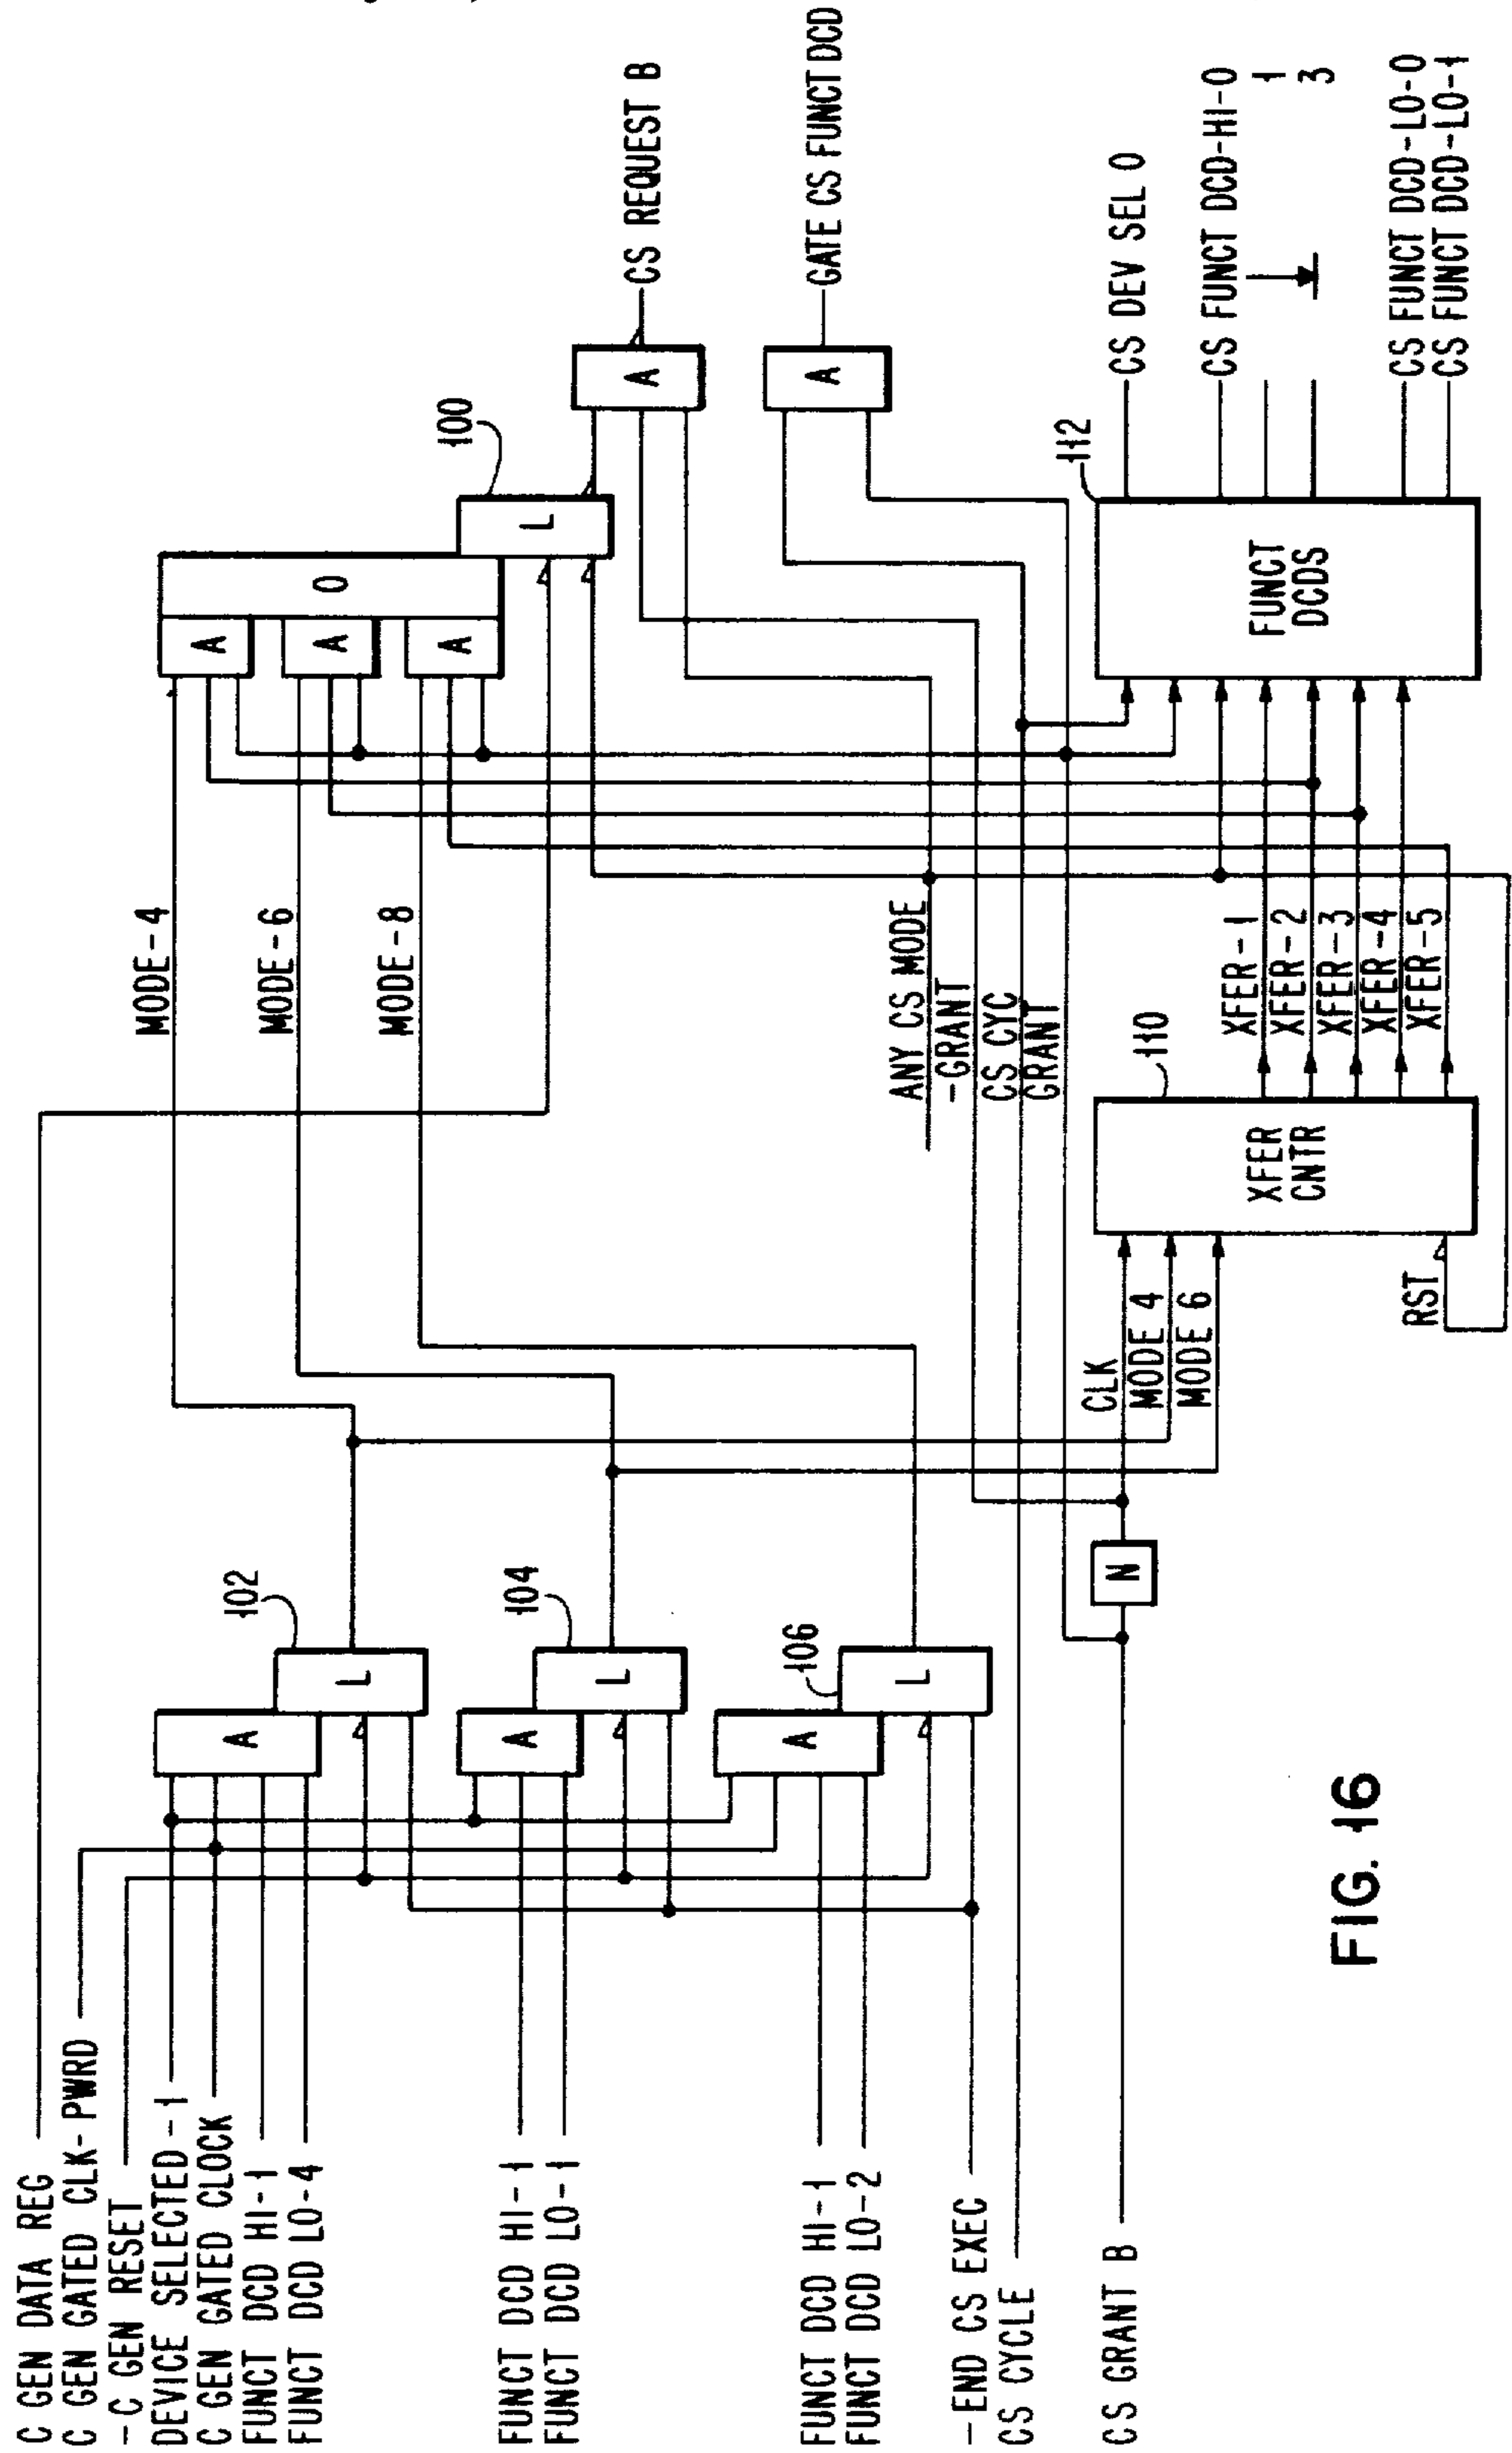 C GEN DATA REG
C GEN GATED CLK-PWRD
-C GEN RESET
DEVICE SELECTED-1
C GEN GATED CLOCK
FUNCT DCD HI-1
FUNCT DCD LO-4
FUNCT DCD HI-1
FUNCT DCD LO-1
FUNCT DCD HI-1
FUNCT DCD LO-2
-END CS EXEC
CS CYCLE
CS GRANT B
A
L
102
A
L
104
A
L
106
N
CLK
MODE 4
MODE 6
RST
XFER
CNTR
110
XFER-1
XFER-2
XFER-3
XFER-4
XFER-5
MODE-4
MODE-6
MODE-8
ANY CS MODE
-GRANT
CS CYC
GRANT
A
A
A
O
L
100
A
CS REQUEST B
A
GATE CS FUNCT DCD
FUNCT
DCDS
112
CS DEV SEL 0
CS FUNCT DCD-HI-0
1
3
CS FUNCT DCD-LO-0
CS FUNCT DCD-LO-1
FIG. 16